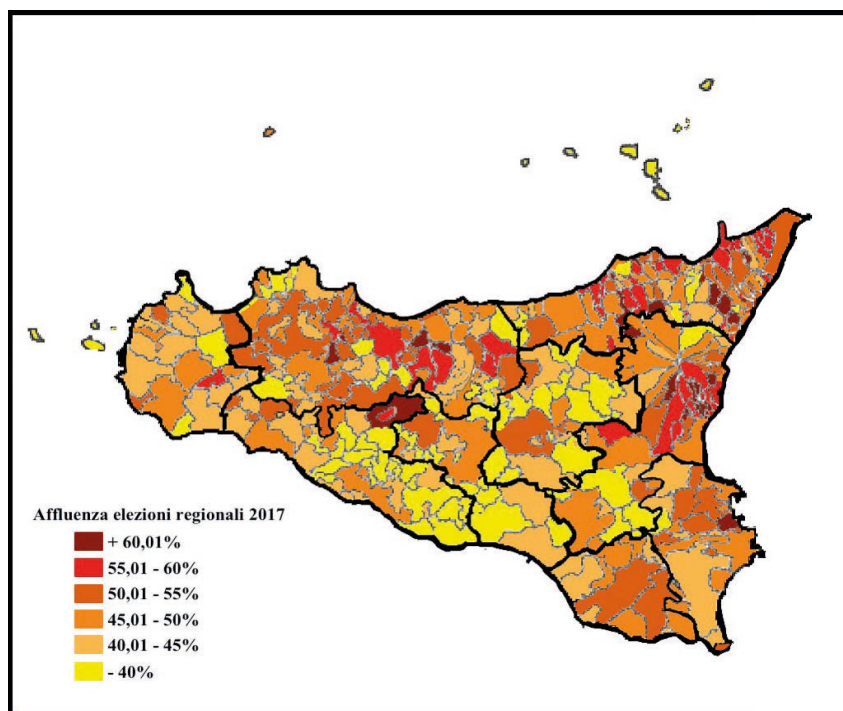 Affluenza elezioni regionali 2017
+ 60,01%
55,01 - 60%
50,01 - 55%
45,01 - 50%
40,01 - 45%
- 40%